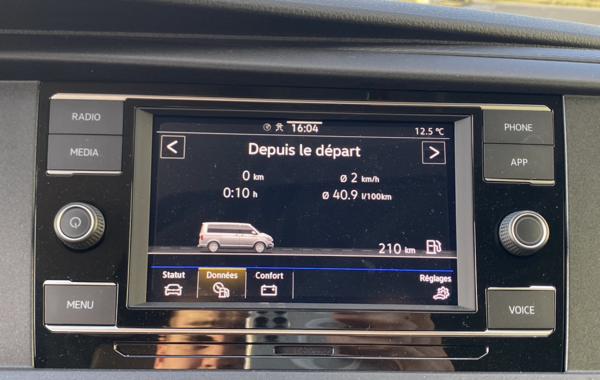 RADIO
MEDIA
MENU
PHONE
APP
VOICE
16:04
12.5 °C
<
Depuis le départ
>
0 km
Ø 2 km/h
0:10 h
Ø 40.9 l/100km
210 km
Statut
Données
Confort
Réglages